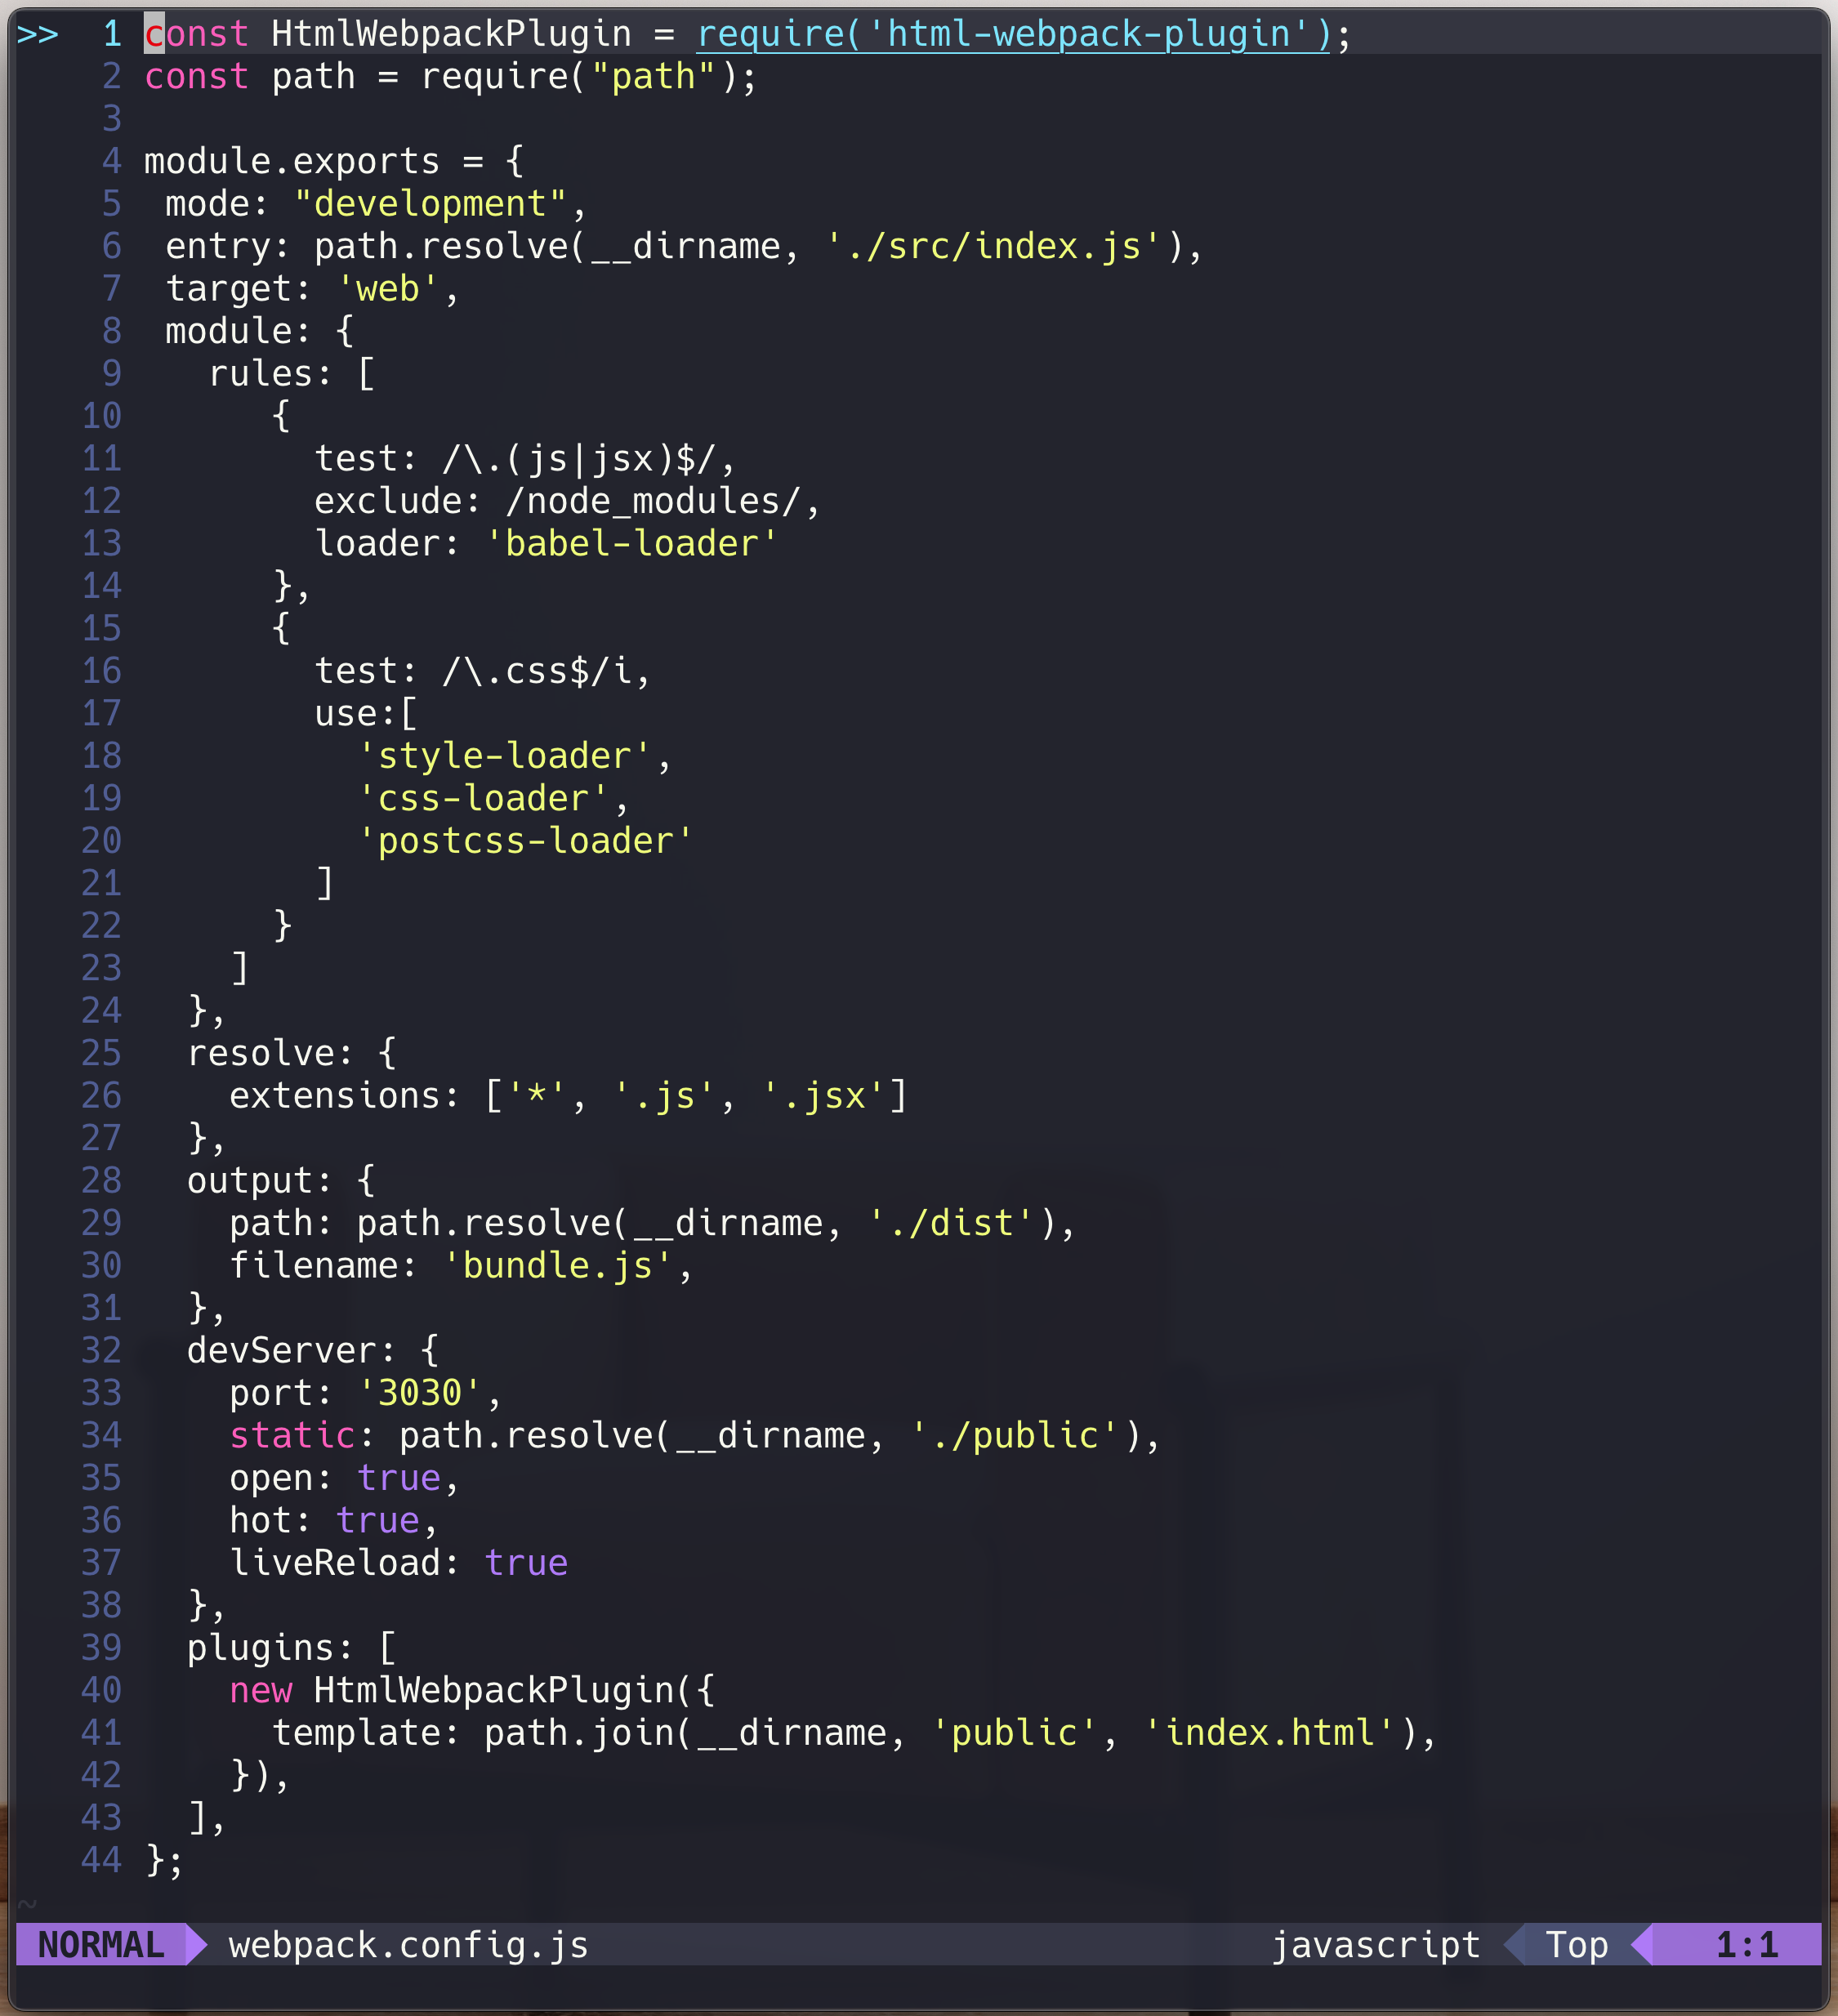 >> 1 const HtmlWebpackPlugin = require('html-webpack-plugin');
2 const path = require("path");
3
4 module.exports = {
5  mode: "development",
6  entry: path.resolve(__dirname, './src/index.js'),
7  target: 'web',
8  module: {
9    rules: [
10       {
11         test: /\.(js|jsx)$/,
12         exclude: /node_modules/,
13         loader: 'babel-loader'
14       },
15       {
16         test: /\.css$/i,
17         use:[
18           'style-loader',
19           'css-loader',
20           'postcss-loader'
21         ]
22       }
23     ]
24   },
25   resolve: {
26     extensions: ['*', '.js', '.jsx']
27   },
28   output: {
29     path: path.resolve(__dirname, './dist'),
30     filename: 'bundle.js',
31   },
32   devServer: {
33     port: '3030',
34     static: path.resolve(__dirname, './public'),
35     open: true,
36     hot: true,
37     liveReload: true
38   },
39   plugins: [
40     new HtmlWebpackPlugin({
41       template: path.join(__dirname, 'public', 'index.html'),
42     }),
43   ],
44 };
~
NORMAL webpack.config.js javascript Top 1:1